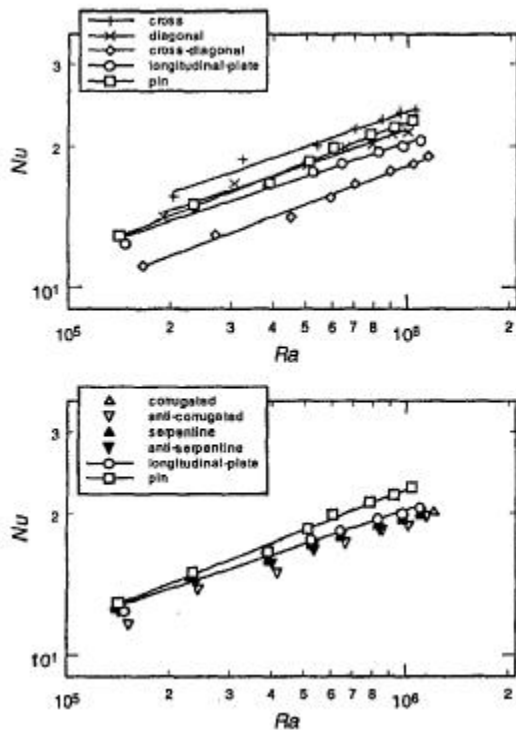 cross
diagonal
cross-diagonal
longitudinal-plate
pin
3
2
Nu
10¹
10⁵
2
3
4
5
6
7
8
10⁶
2
Ra
corrugated
anti-corrugated
serpentine
anti-serpentine
longitudinal-plate
pin
3
2
Nu
10¹
10⁵
2
3
4
5
6
7
8
10⁶
2
Ra